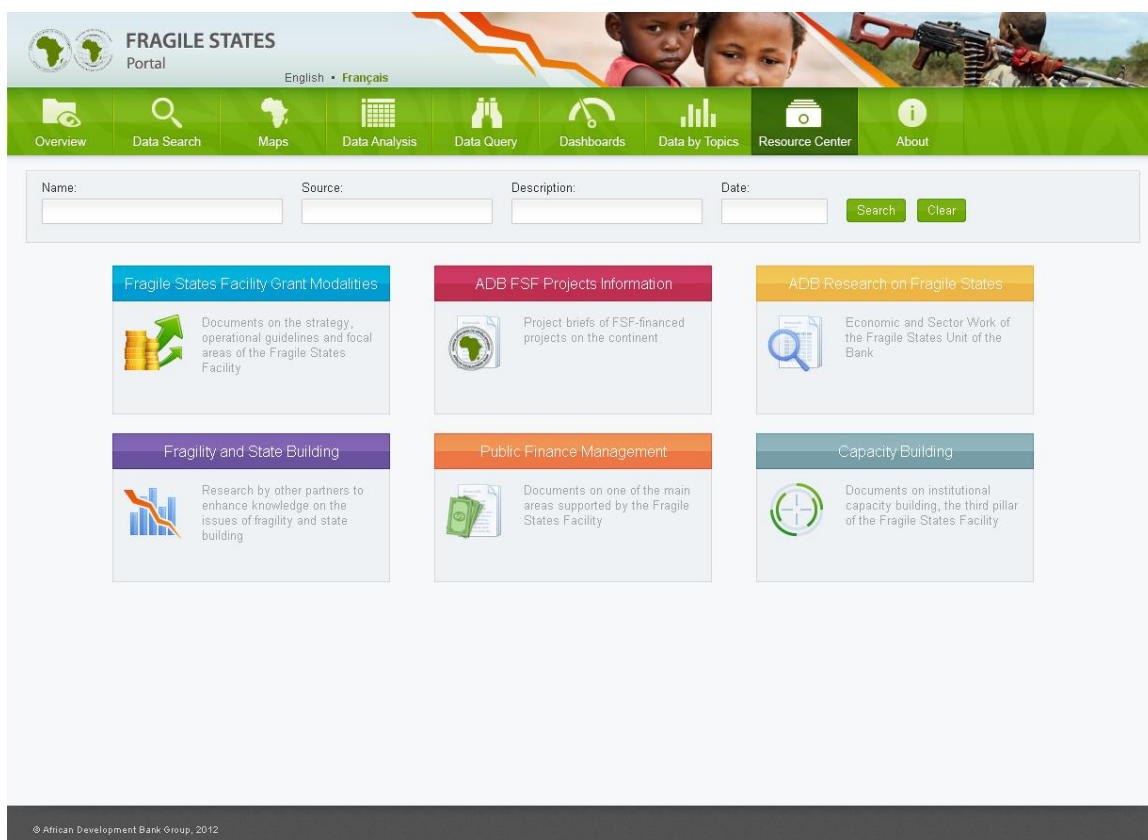 FRAGILE STATES
Portal
English • Français
Overview
Data Search
Maps
Data Analysis
Data Query
Dashboards
Data by Topics
Resource Center
About
Name:
Source:
Description:
Date:
Search
Clear
Fragile States Facility Grant Modalities
Documents on the strategy,
operational guidelines and focal
areas of the Fragile States
Facility
ADB FSF Projects Information
Project briefs of FSF-financed
projects on the continent
ADB Research on Fragile States
Economic and Sector Work of
the Fragile States Unit of the
Bank
Fragility and State Building
Research by other partners to
enhance knowledge on the
issues of fragility and state
building
Public Finance Management
Documents on one of the main
areas supported by the Fragile
States Facility
Capacity Building
Documents on institutional
capacity building, the third pillar
of the Fragile States Facility
© African Development Bank Group, 2012